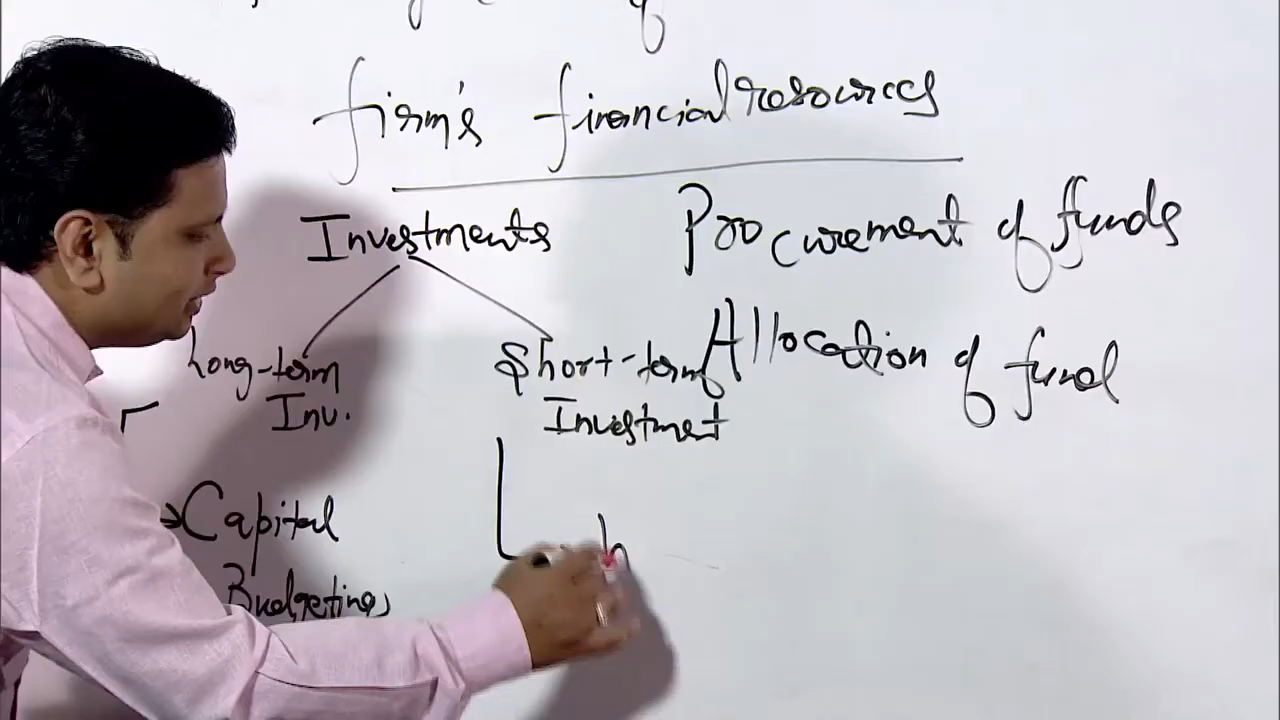 firm's financial resources
Investments
Procurement of funds
Long-term
Inv.
Short-term
Investment
Allocation of fund
Capital
Budgeting